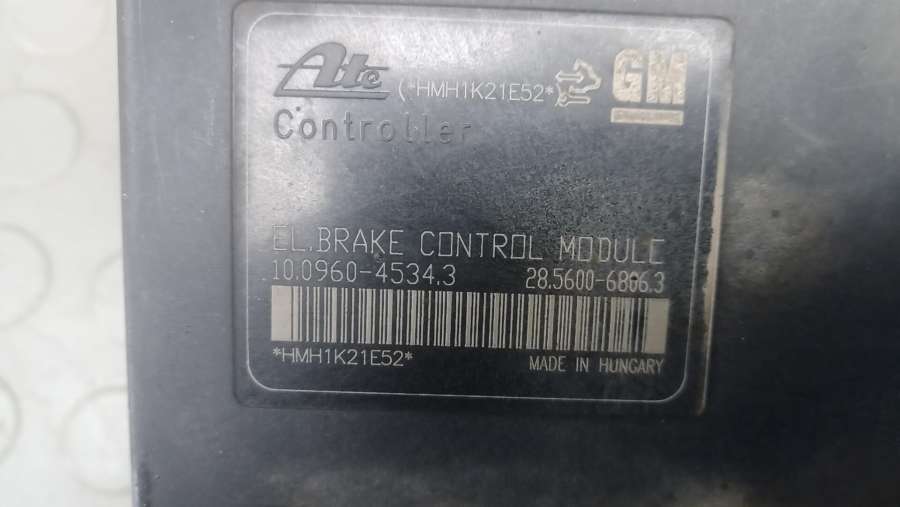 Ate (*HMH1K21E52* GM
Controller
EL.BRAKE CONTROL MODULE
10.0960-4534.3 28.5600-6806.3
*HMH1K21E52* MADE IN HUNGARY